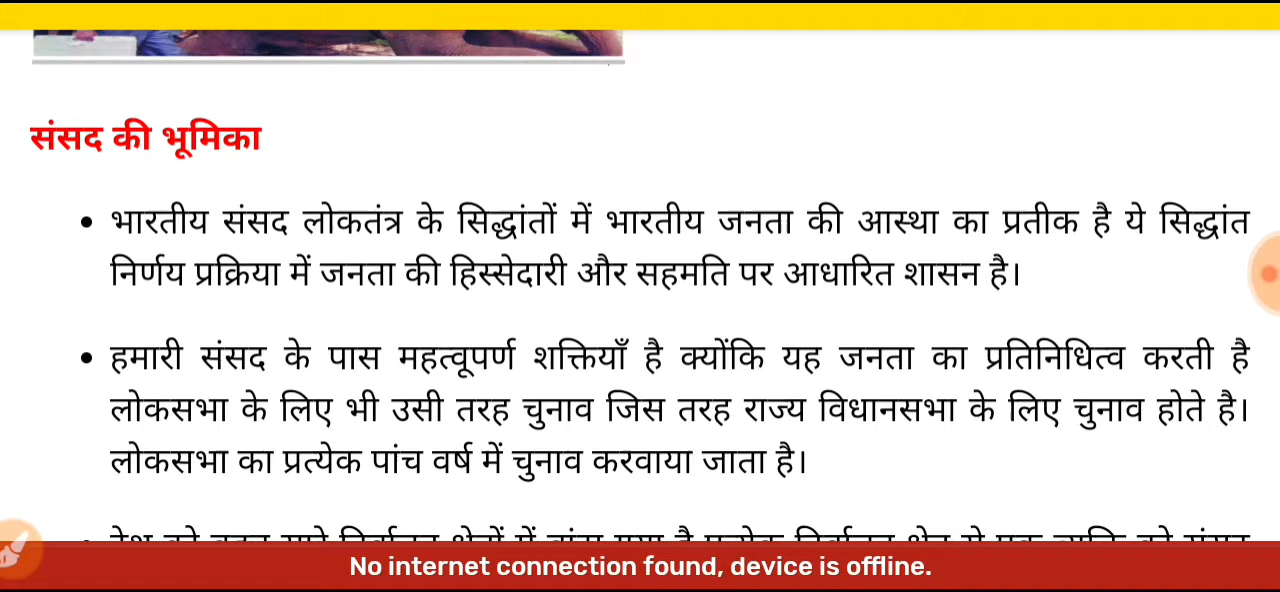 संसद की भूमिका
• भारतीय संसद लोकतंत्र के सिद्धांतों में भारतीय जनता की आस्था का प्रतीक है ये सिद्धांत
निर्णय प्रक्रिया में जनता की हिस्सेदारी और सहमति पर आधारित शासन है।
• हमारी संसद के पास महत्वपूर्ण शक्तियाँ है क्योंकि यह जनता का प्रतिनिधित्व करती है
लोकसभा के लिए भी उसी तरह चुनाव जिस तरह राज्य विधानसभा के लिए चुनाव होते है।
लोकसभा का प्रत्येक पांच वर्ष में चुनाव करवाया जाता है।
No internet connection found, device is offline.